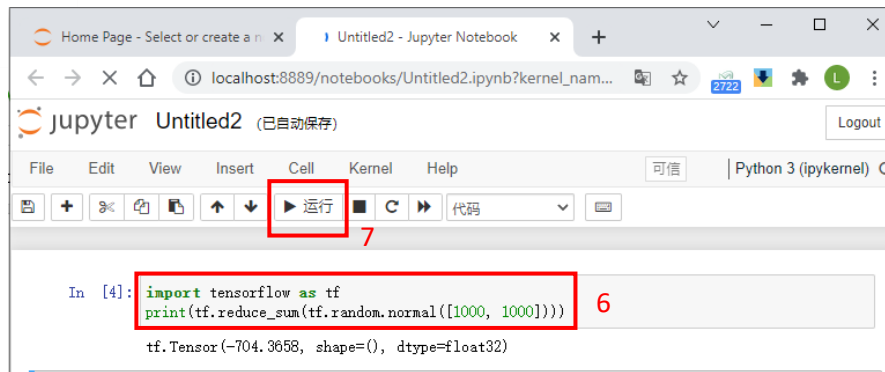 Home Page - Select or create a n
Untitled2 - Jupyter Notebook
localhost:8889/notebooks/Untitled2.ipynb?kernel_nam...
2722
L
jupyter Untitled2 (已自动保存)
Logout
File Edit View Insert Cell Kernel Help 可信 Python 3 (ipykernel)
运行 代码
7
In [4]: import tensorflow as tf
print(tf.reduce_sum(tf.random.normal([1000, 1000])))
6
tf.Tensor(-704.3658, shape=(), dtype=float32)